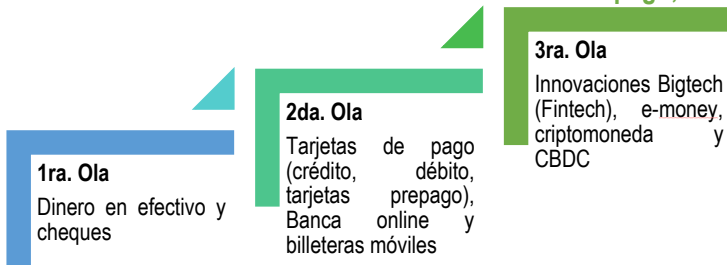 1ra. Ola
Dinero en efectivo y
cheques
2da. Ola
Tarjetas de pago
(crédito, débito,
tarjetas prepago),
Banca online y
billeteras móviles
3ra. Ola
Innovaciones Bigtech
(Fintech), e-money,
criptomoneda y
CBDC